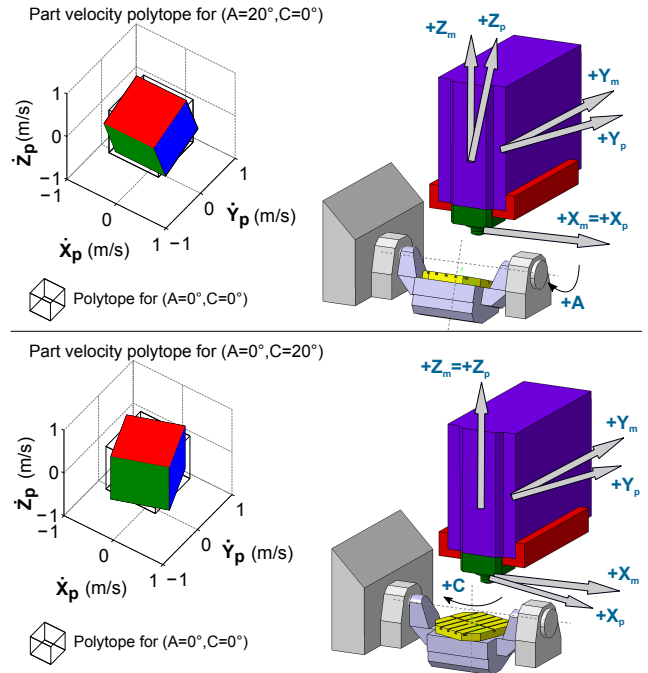 Part velocity polytope for (A=20°,C=0°)
+Zₘ
+Zₚ
+Yₘ
+Yₚ
+Xₘ=+Xₚ
+A
1
0
−1
Żₚ (m/s)
−1
0
1
Ẋₚ (m/s)
−1
0
1
Ẏₚ (m/s)
Polytope for (A=0°,C=0°)
Part velocity polytope for (A=0°,C=20°)
+Zₘ=+Zₚ
+Yₘ
+Yₚ
+C
+Xₘ
+Xₚ
1
0
−1
Żₚ (m/s)
−1
0
1
Ẋₚ (m/s)
−1
0
1
Ẏₚ (m/s)
Polytope for (A=0°,C=0°)